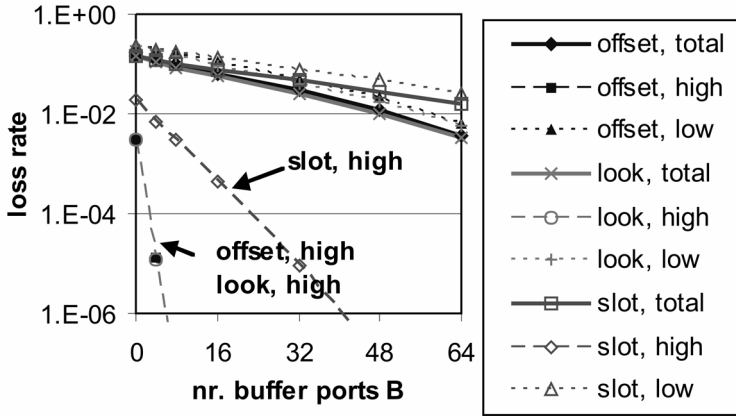 1.E+00
1.E-02
1.E-04
1.E-06
loss rate
slot, high
offset, high
look, high
0 16 32 48 64
nr. buffer ports B
offset, total
offset, high
offset, low
look, total
look, high
look, low
slot, total
slot, high
slot, low